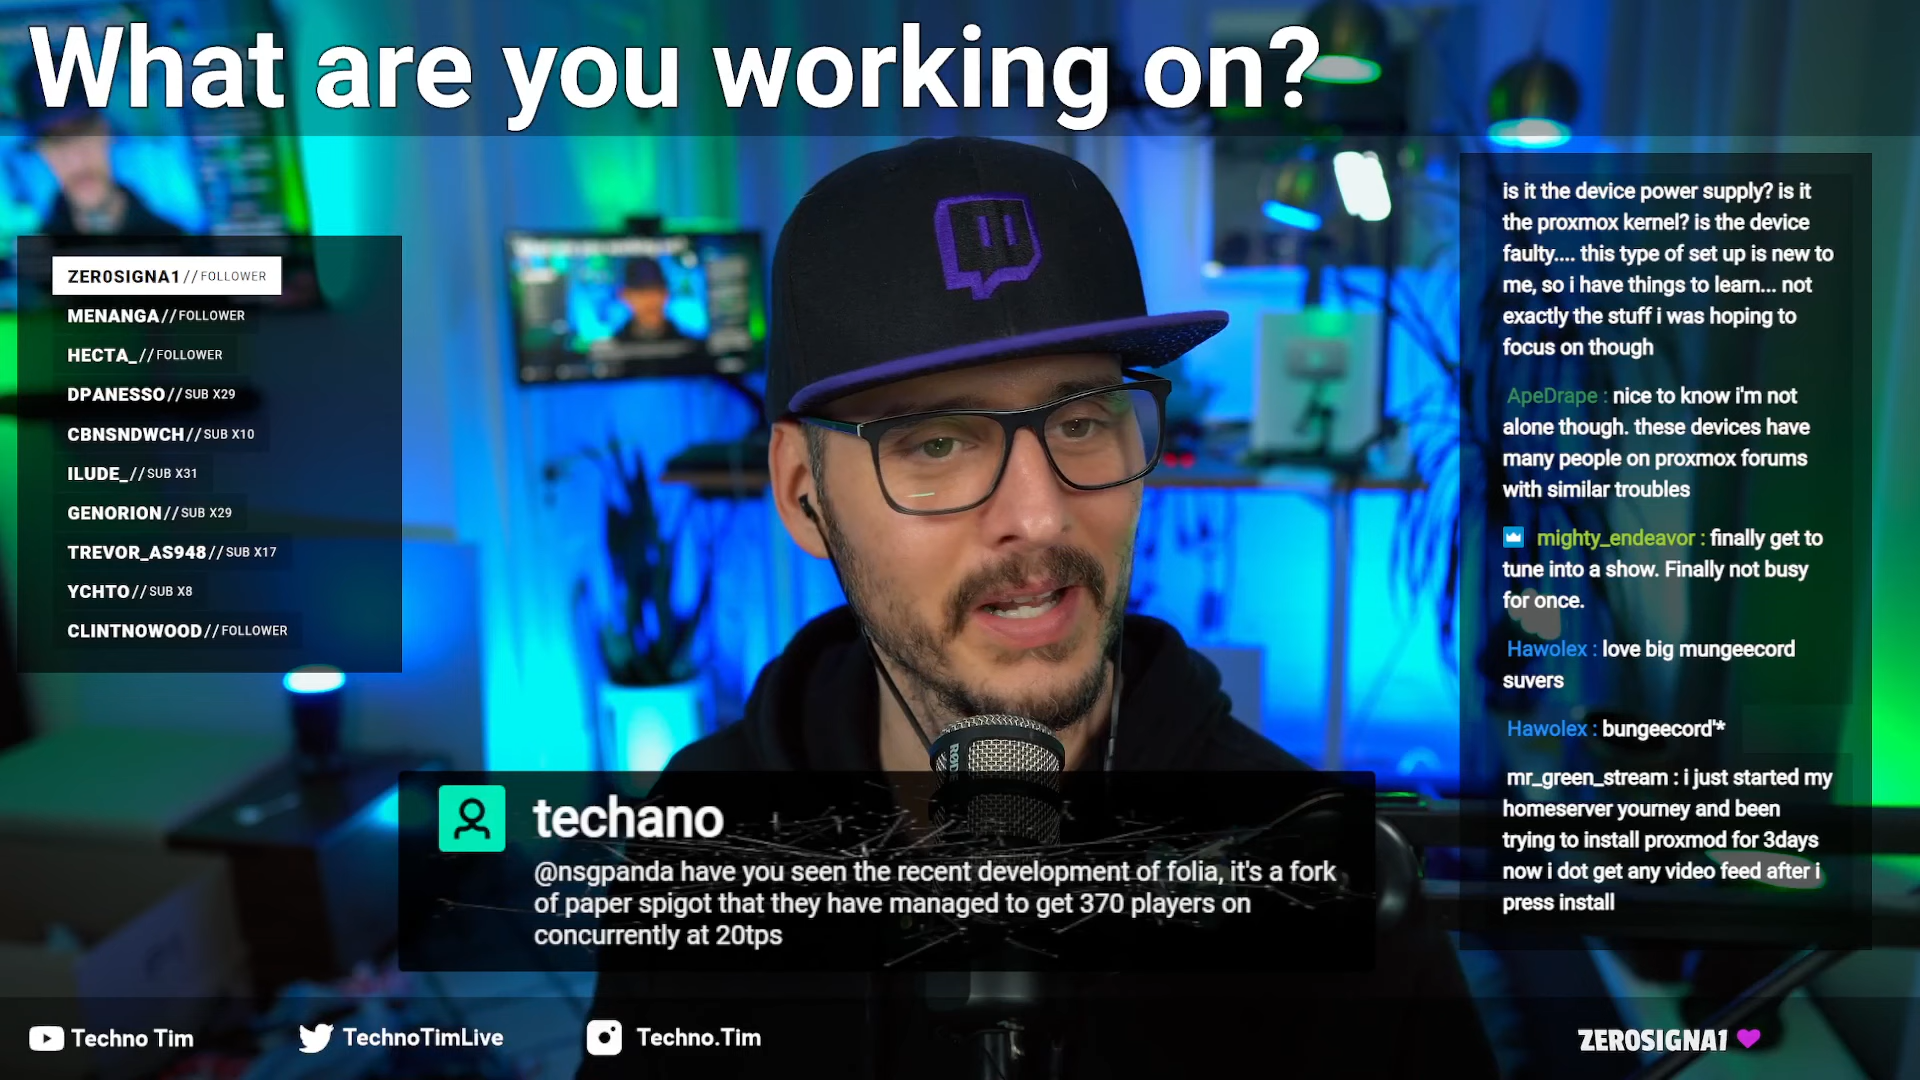 What are you working on?
ZER0SIGNA1//FOLLOWER
MENANGA//FOLLOWER
HECTA_//FOLLOWER
DPANESSO//SUB X29
CBNSNDWCH//SUB X10
ILUDE_//SUB X31
GENORION//SUB X29
TREVOR_AS948//SUB X17
YCHTO//SUB X8
CLINTNOWOOD//FOLLOWER
is it the device power supply? is it
the proxmox kernel? is the device
faulty.... this type of set up is new to
me, so i have things to learn... not
exactly the stuff i was hoping to
focus on though
ApeDrape : nice to know i'm not
alone though. these devices have
many people on proxmox forums
with similar troubles
mighty_endeavor : finally get to
tune into a show. Finally not busy
for once.
Hawolex : love big mungeecord
suvers
Hawolex : bungeecord'*
mr_green_stream : i just started my
homeserver yourney and been
trying to install proxmod for 3days
now i dot get any video feed after i
press install
RØDE
techano
@nsgpanda have you seen the recent development of folia, it's a fork
of paper spigot that they have managed to get 370 players on
concurrently at 20tps
Techno Tim
TechnoTimLive
Techno.Tim
ZER0SIGNA1